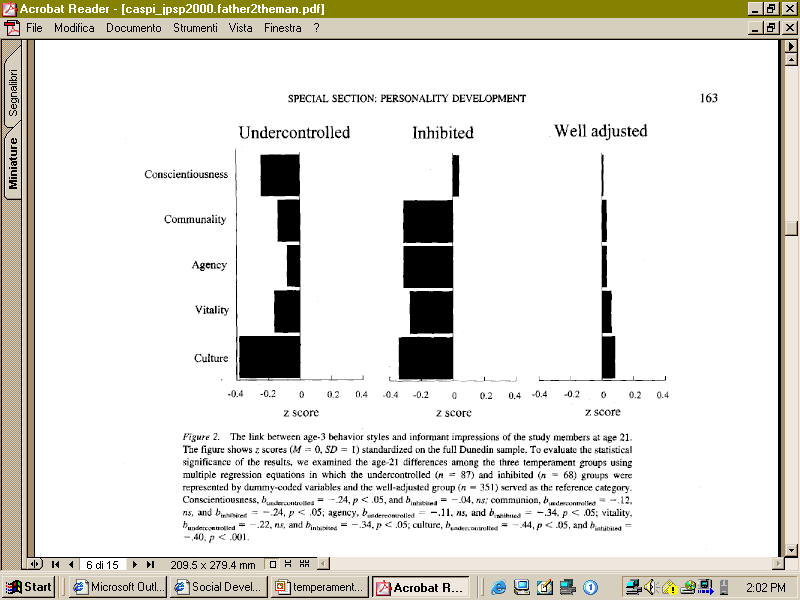 Acrobat Reader - [caspi_jpsp2000.father2theman.pdf]
File Modifica Documento Strumenti Vista Finestra ?
Segnalibri
Miniature
SPECIAL SECTION: PERSONALITY DEVELOPMENT 163
Undercontrolled Inhibited Well adjusted
Conscientiousness
Communality
Agency
Vitality
Culture
-0.4 -0.2 0 0.2 0.4 -0.4 -0.2 0 0.2 0.4 -0.4 -0.2 0 0.2 0.4
z score z score z score
Figure 2. The link between age-3 behavior styles and informant impressions of the study members at age 21.
The figure shows z scores (M = 0, SD = 1) standardized on the full Dunedin sample. To evaluate the statistical
significance of the results, we examined the age-21 differences among the three temperament groups using
multiple regression equations in which the undercontrolled (n = 87) and inhibited (n = 68) groups were
represented by dummy-coded variables and the well-adjusted group (n = 351) served as the reference category.
Conscientiousness, bundercontrolled = −.24, p < .05, and binhibited = −.04, ns; communion, bundercontrolled = −.12,
ns, and binhibited = −.24, p < .05; agency, bundercontrolled = −.11, ns, and binhibited = −.34, p < .05; vitality,
bundercontrolled = −.22, ns, and binhibited = −.34, p < .05; culture, bundercontrolled = −.44, p < .05, and binhibited =
−.40, p < .001.
6 di 15 209.5 x 279.4 mm
Start Microsoft Outl... Social Devel... temperament... Acrobat R... 2:02 PM